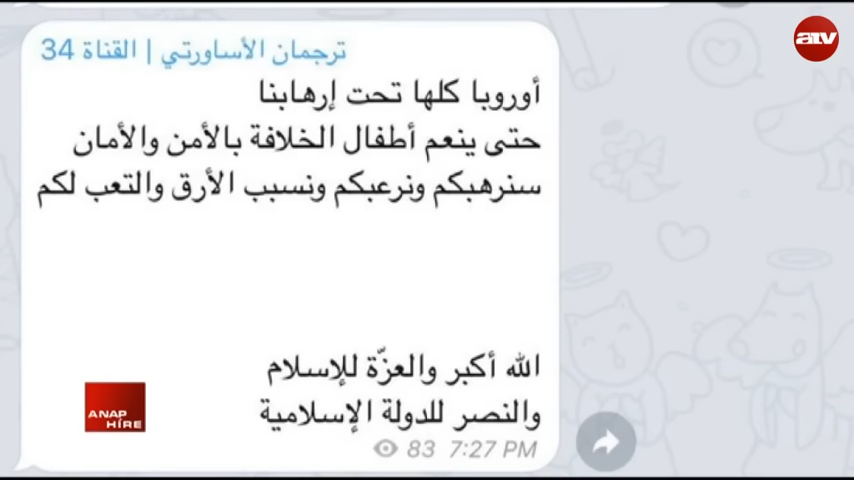 ترجمان الأساورتي | القناة 34
أوروبا كلها تحت إرهابنا
حتى ينعم أطفال الخلافة بالأمن والأمان
سنرهبكم ونرعبكم ونسبب الأرق والتعب لكم
الله أكبر والعزّة للإسلام
والنصر للدولة الإسلامية
83 7:27 PM
atv
ANAP
HİRE